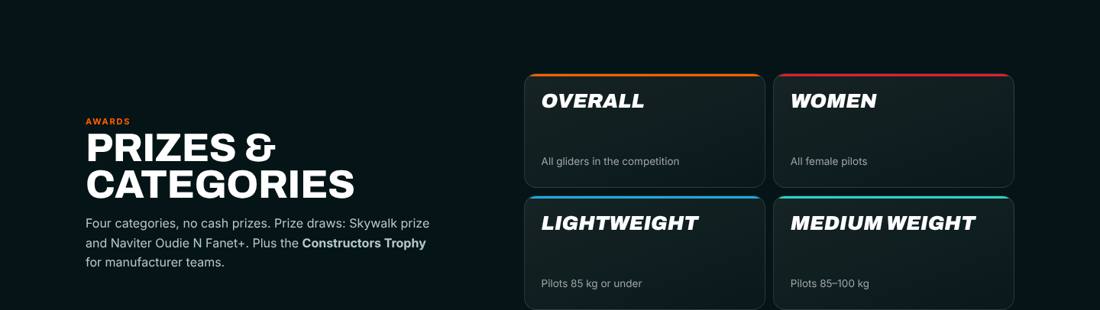 AWARDS
PRIZES &
CATEGORIES
Four categories, no cash prizes. Prize draws: Skywalk prize
and Naviter Oudie N Fanet+. Plus the Constructors Trophy
for manufacturer teams.
OVERALL
All gliders in the competition
WOMEN
All female pilots
LIGHTWEIGHT
Pilots 85 kg or under
MEDIUM WEIGHT
Pilots 85–100 kg